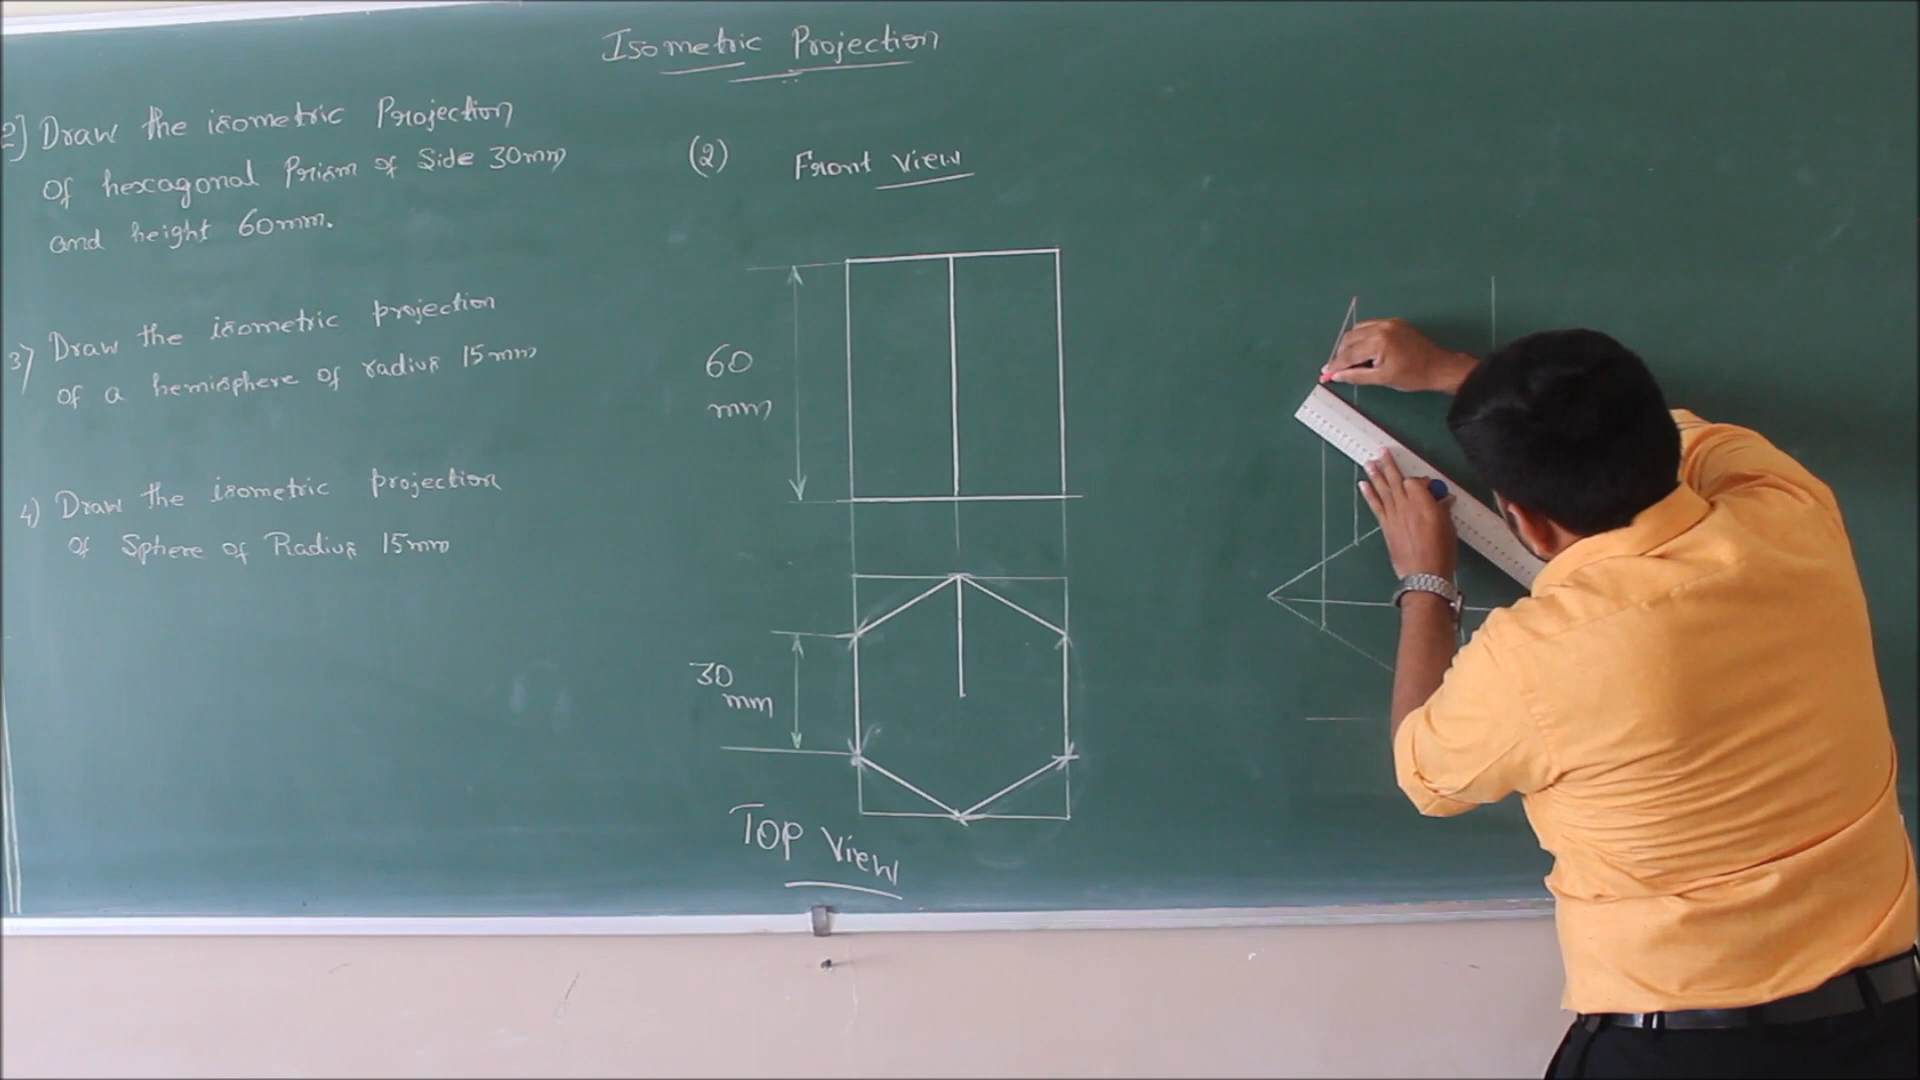 Isometric Projection
2] Draw the isometric Projection
of hexagonal Prism of Side 30mm
and height 60mm.
3) Draw the isometric projection
of a hemisphere of radius 15mm
4) Draw the isometric projection
of Sphere of Radius 15mm
(2) Front View
60
mm
30
mm
Top View